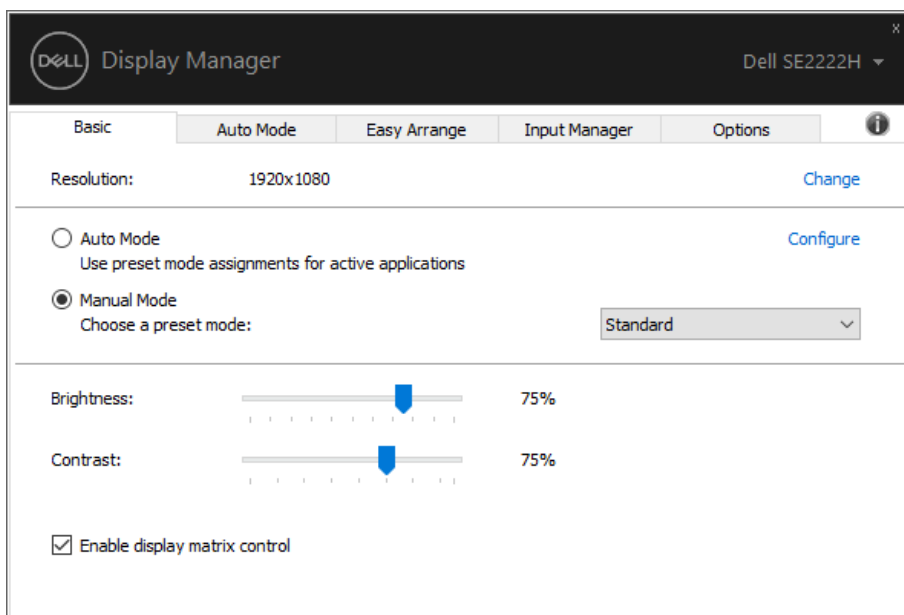 x
DELL Display Manager Dell SE2222H
Basic Auto Mode Easy Arrange Input Manager Options i
Resolution: 1920x1080 Change
Auto Mode Configure
Use preset mode assignments for active applications
Manual Mode
Choose a preset mode: Standard
Brightness: 75%
Contrast: 75%
Enable display matrix control